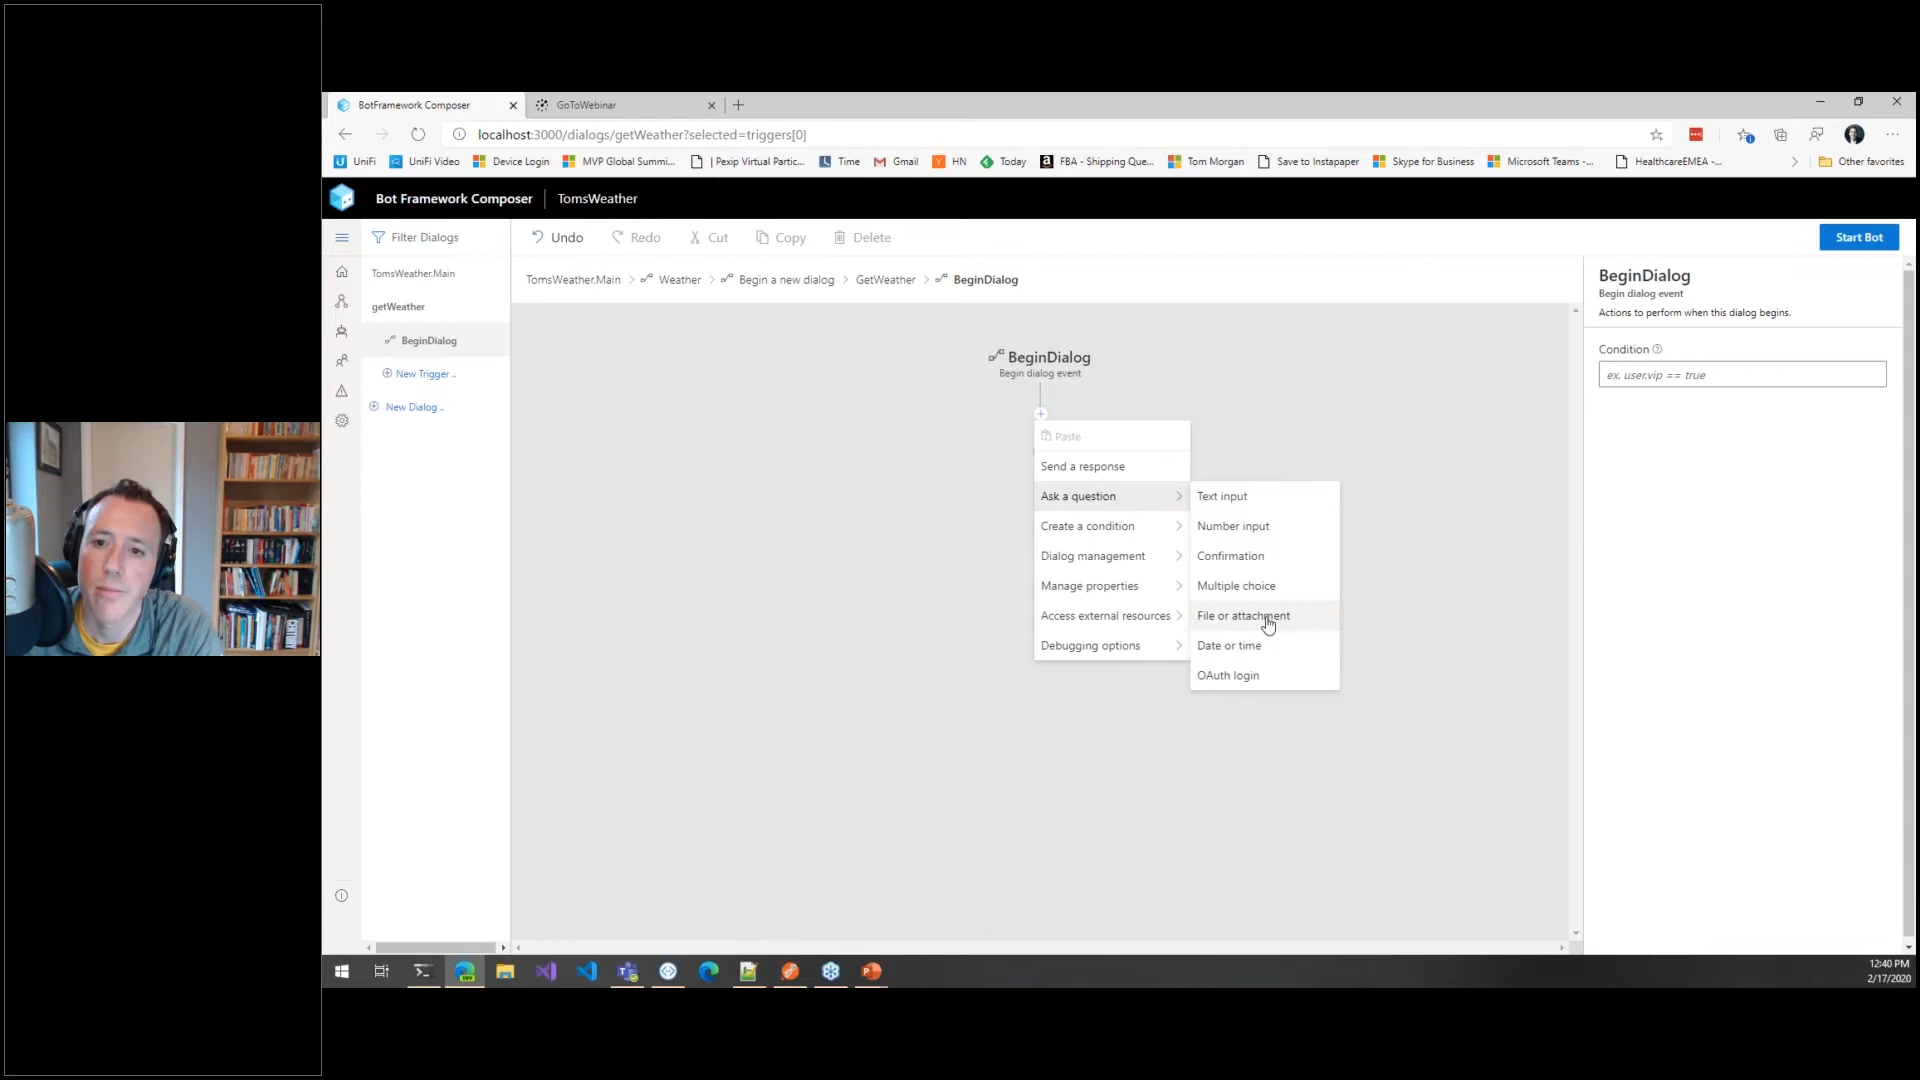 BotFramework Composer
GoToWebinar
localhost:3000/dialogs/getWeather?selected=triggers[0]
UniFi
UniFi Video
Device Login
MVP Global Summi...
| Pexip Virtual Partic...
Time
Gmail
HN
Today
FBA - Shipping Que...
Tom Morgan
Save to Instapaper
Skype for Business
Microsoft Teams -...
HealthcareEMEA -...
Other favorites
Bot Framework Composer
TomsWeather
Filter Dialogs
Undo
Redo
Cut
Copy
Delete
Start Bot
TomsWeather.Main
getWeather
BeginDialog
New Trigger ..
New Dialog ..
TomsWeather.Main > Weather > Begin a new dialog > GetWeather > BeginDialog
BeginDialog
Begin dialog event
Paste
Send a response
Ask a question
Create a condition
Dialog management
Manage properties
Access external resources
Debugging options
Text input
Number input
Confirmation
Multiple choice
File or attachment
Date or time
OAuth login
BeginDialog
Begin dialog event
Actions to perform when this dialog begins.
Condition
ex. user.vip == true
12:40 PM
2/17/2020